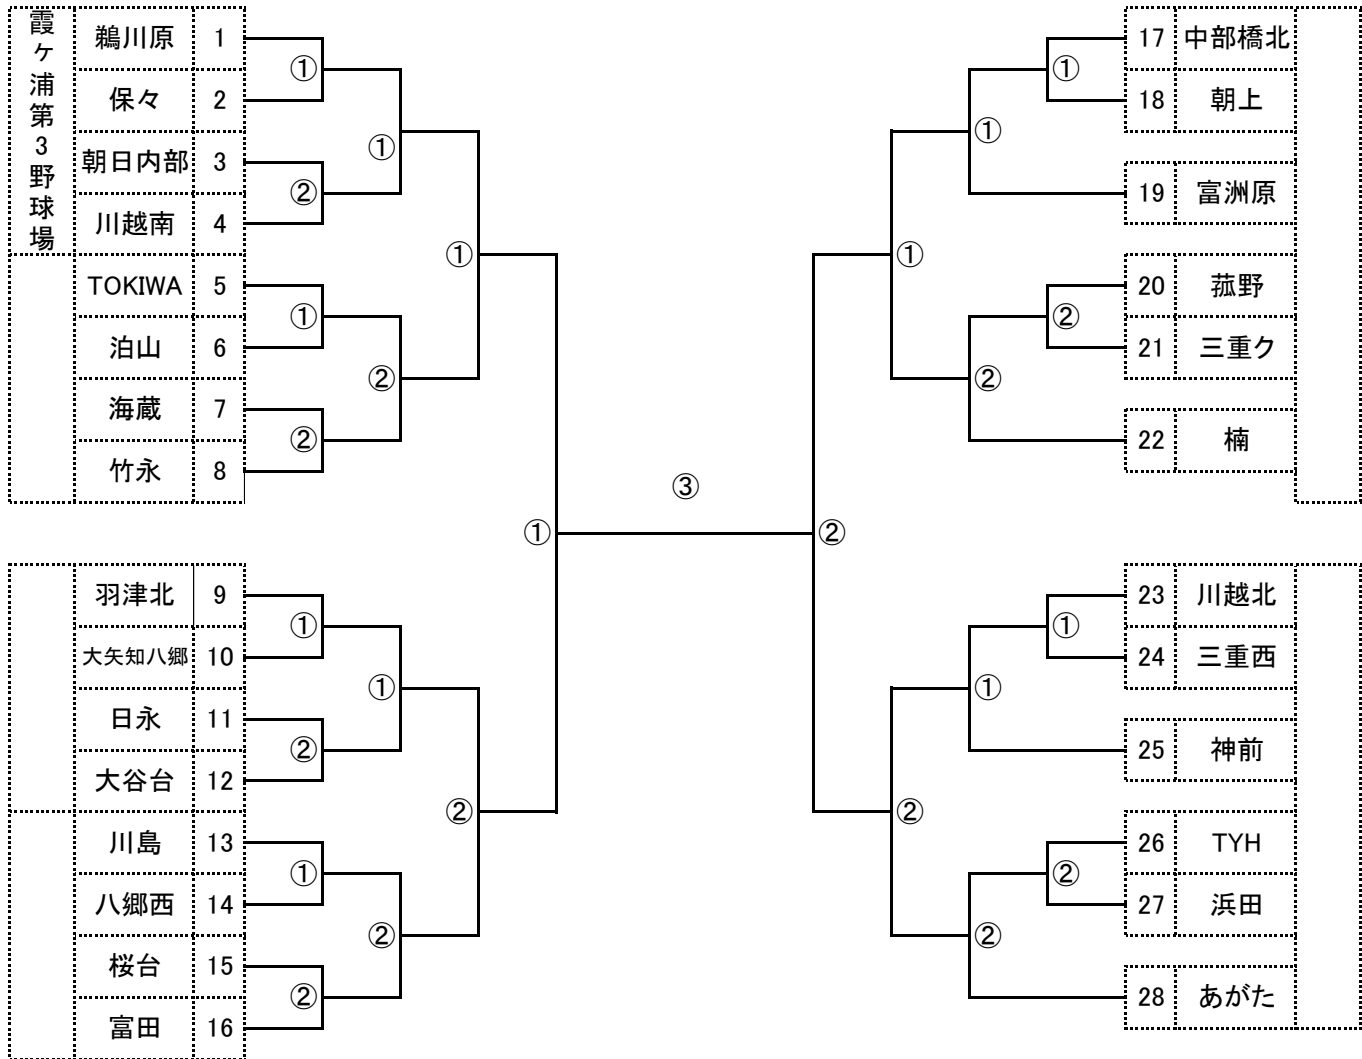 霞ヶ浦第3野球場
鵜川原 1
保々 2
朝日内部 3
川越南 4
TOKIWA 5
泊山 6
海蔵 7
竹永 8
羽津北 9
大矢知八郷 10
日永 11
大谷台 12
川島 13
八郷西 14
桜台 15
富田 16
①
②
①
②
①
②
①
②
①
②
①
②
①
②
①
③
②
①
②
①
②
①
②
①
②
①
②
17 中部橋北
18 朝上
19 富洲原
20 菰野
21 三重ク
22 楠
23 川越北
24 三重西
25 神前
26 TYH
27 浜田
28 あがた